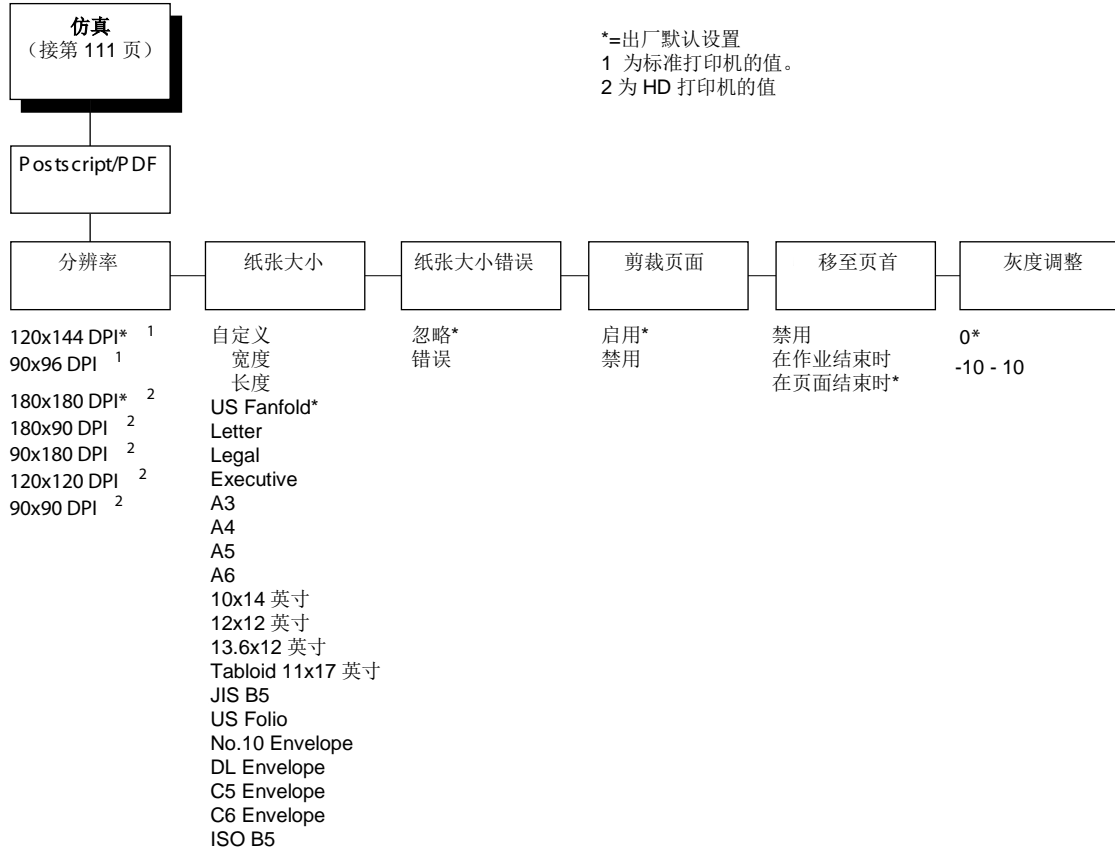 仿真
（接第 111 页）
*=出厂默认设置
1 为标准打印机的值。
2 为 HD 打印机的值
Postscript/PDF
分辨率
纸张大小
纸张大小错误
剪裁页面
移至页首
灰度调整
120x144 DPI* 1
90x96 DPI 1
180x180 DPI* 2
180x90 DPI 2
90x180 DPI 2
120x120 DPI 2
90x90 DPI 2
自定义
宽度
长度
US Fanfold*
Letter
Legal
Executive
A3
A4
A5
A6
10x14 英寸
12x12 英寸
13.6x12 英寸
Tabloid 11x17 英寸
JIS B5
US Folio
No.10 Envelope
DL Envelope
C5 Envelope
C6 Envelope
ISO B5
忽略*
错误
启用*
禁用
禁用
在作业结束时
在页面结束时*
0*
-10 - 10